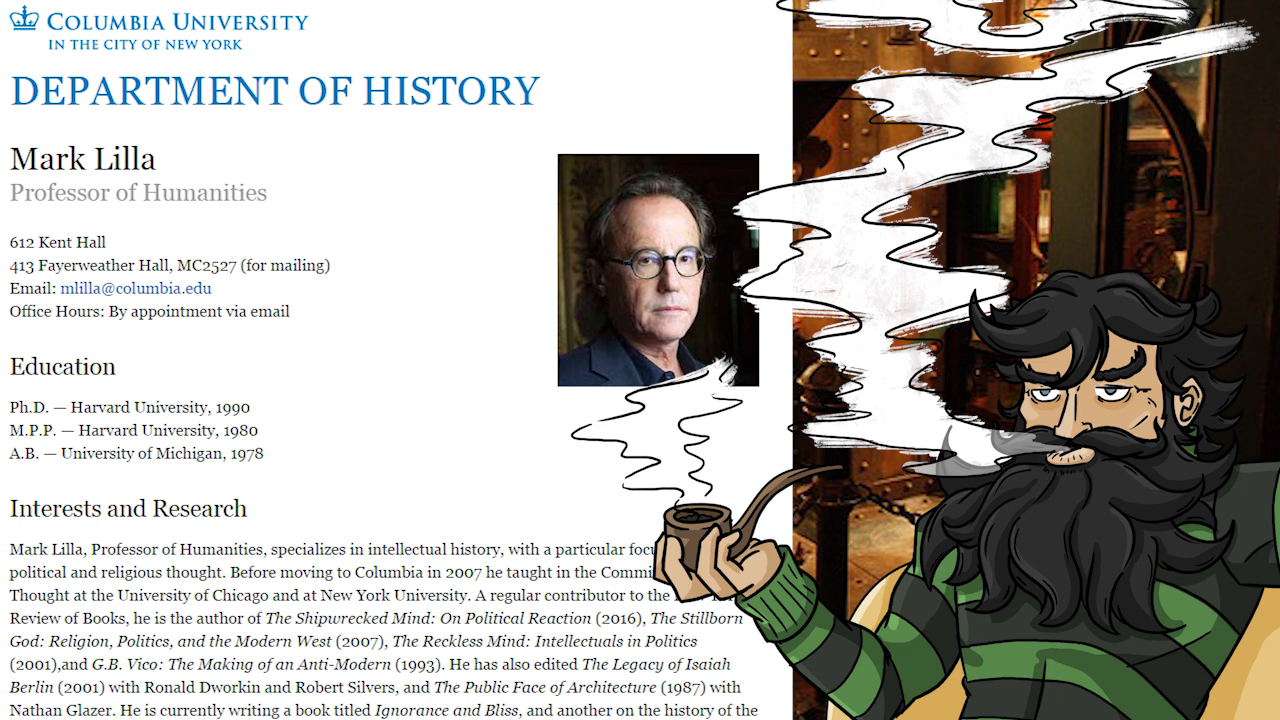 COLUMBIA UNIVERSITY
IN THE CITY OF NEW YORK
DEPARTMENT OF HISTORY
Mark Lilla
Professor of Humanities
612 Kent Hall
413 Fayerweather Hall, MC2527 (for mailing)
Email: mlilla@columbia.edu
Office Hours: By appointment via email
Education
Ph.D. — Harvard University, 1990
M.P.P. — Harvard University, 1980
A.B. — University of Michigan, 1978
Interests and Research
Mark Lilla, Professor of Humanities, specializes in intellectual history, with a particular
political and religious thought. Before moving to Columbia in 2007 he taught in the
Thought at the University of Chicago and at New York University. A regular contributor to the
Review of Books, he is the author of The Shipwrecked Mind: On Political Reaction (2016), The Stillborn
God: Religion, Politics, and the Modern West (2007), The Reckless Mind: Intellectuals in Politics
(2001),and G.B. Vico: The Making of an Anti-Modern (1993). He has also edited The Legacy of Isaiah
Berlin (2001) with Ronald Dworkin and Robert Silvers, and The Public Face of Architecture (1987) with
Nathan Glazer. He is currently writing a book titled Ignorance and Bliss, and another on the history of the